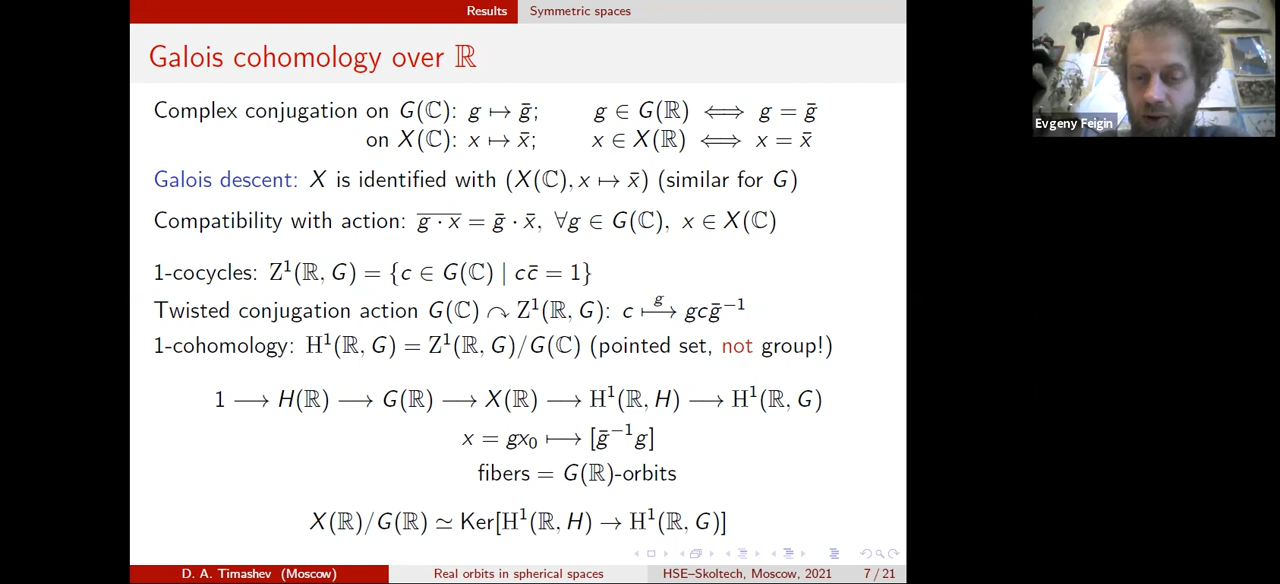 Results Symmetric spaces
Galois cohomology over ℝ
Complex conjugation on G(ℂ): g ↦ ḡ; g ∈ G(ℝ) ⟺ g = ḡ
on X(ℂ): x ↦ x̄; x ∈ X(ℝ) ⟺ x = x̄
Galois descent: X is identified with (X(ℂ), x ↦ x̄) (similar for G)
Compatibility with action: \overline{g · x} = ḡ · x̄, ∀g ∈ G(ℂ), x ∈ X(ℂ)
1-cocycles: Z¹(ℝ, G) = {c ∈ G(ℂ) | cc̄ = 1}
Twisted conjugation action G(ℂ) ↷ Z¹(ℝ, G): c \overset{g}{⟼} gcḡ⁻¹
1-cohomology: H¹(ℝ, G) = Z¹(ℝ, G)/G(ℂ) (pointed set, not group!)
1 ⟶ H(ℝ) ⟶ G(ℝ) ⟶ X(ℝ) ⟶ H¹(ℝ, H) ⟶ H¹(ℝ, G)
x = gx₀ ⟼ [ḡ⁻¹g]
fibers = G(ℝ)-orbits
X(ℝ)/G(ℝ) ≃ Ker[H¹(ℝ, H) → H¹(ℝ, G)]
D. A. Timashev (Moscow) Real orbits in spherical spaces HSE–Skoltech, Moscow, 2021 7 / 21
Evgeny Feigin